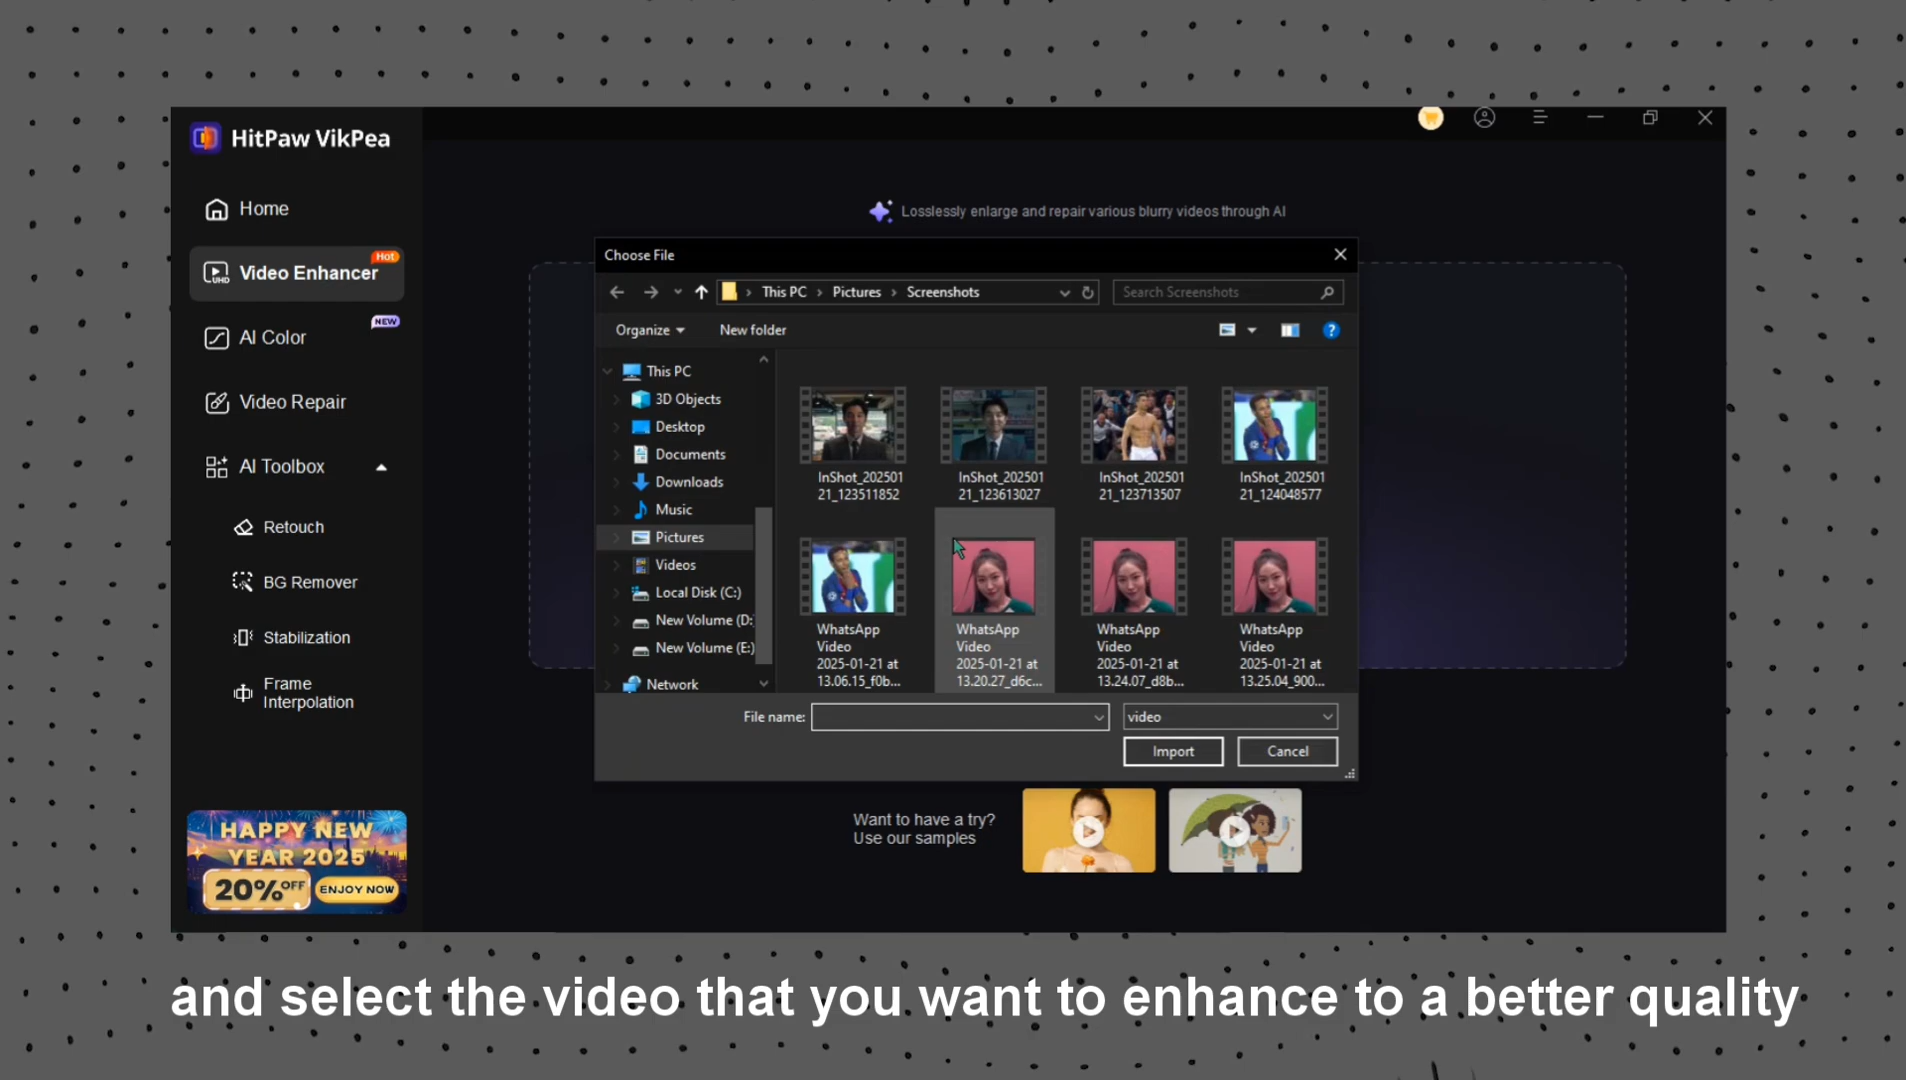 HitPaw VikPea
Home
Video Enhancer
Hot
UHD
AI Color
NEW
Video Repair
AI Toolbox
Retouch
BG Remover
Stabilization
Frame
Interpolation
HAPPY NEW
YEAR 2025
20% OFF
ENJOY NOW
Losslessly enlarge and repair various blurry videos through AI
Choose File
This PC > Pictures > Screenshots
Search Screenshots
Organize
New folder
?
This PC
3D Objects
Desktop
Documents
Downloads
Music
Pictures
Videos
Local Disk (C:)
New Volume (D:
New Volume (E:)
Network
InShot_202501
21_123511852
InShot_202501
21_123613027
InShot_202501
21_123713507
InShot_202501
21_124048577
WhatsApp
Video
2025-01-21 at
13.06.15_f0b...
WhatsApp
Video
2025-01-21 at
13.20.27_d6c...
WhatsApp
Video
2025-01-21 at
13.24.07_d8b...
WhatsApp
Video
2025-01-21 at
13.25.04_900...
File name:
video
Import
Cancel
Want to have a try?
Use our samples
and select the video that you want to enhance to a better quality